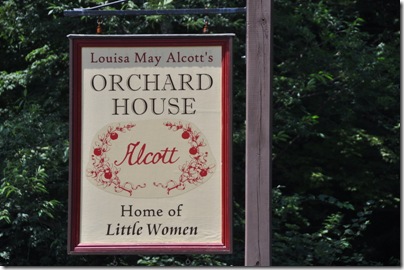 Louisa May Alcott's
ORCHARD
HOUSE
Alcott
Home of
Little Women